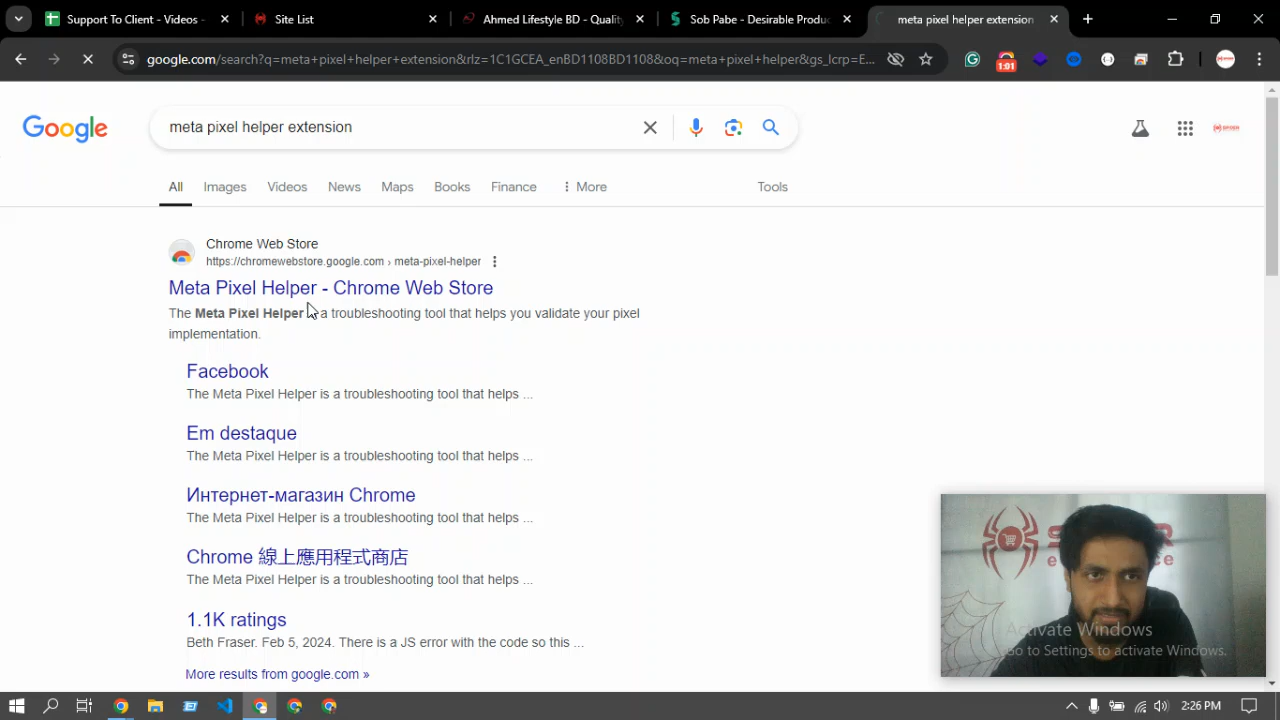 Support To Client - Videos -
Site List
Ahmed Lifestyle BD - Quality
Sob Pabe - Desirable Produc
meta pixel helper extension
google.com/search?q=meta+pixel+helper+extension&rlz=1C1GCEA_enBD1108BD1108&oq=meta+pixel+helper&gs_lcrp=E...
1:01
Google
meta pixel helper extension
All
Images
Videos
News
Maps
Books
Finance
More
Tools
Chrome Web Store
https://chromewebstore.google.com › meta-pixel-helper
Meta Pixel Helper - Chrome Web Store
The Meta Pixel Helper is a troubleshooting tool that helps you validate your pixel
implementation.
Facebook
The Meta Pixel Helper is a troubleshooting tool that helps ...
Em destaque
The Meta Pixel Helper is a troubleshooting tool that helps ...
Интернет-магазин Chrome
The Meta Pixel Helper is a troubleshooting tool that helps ...
Chrome 線上應用程式商店
The Meta Pixel Helper is a troubleshooting tool that helps ...
1.1K ratings
Beth Fraser. Feb 5, 2024. There is a JS error with the code so this ...
More results from google.com »
Activate Windows
Go to Settings to activate Windows.
2:26 PM